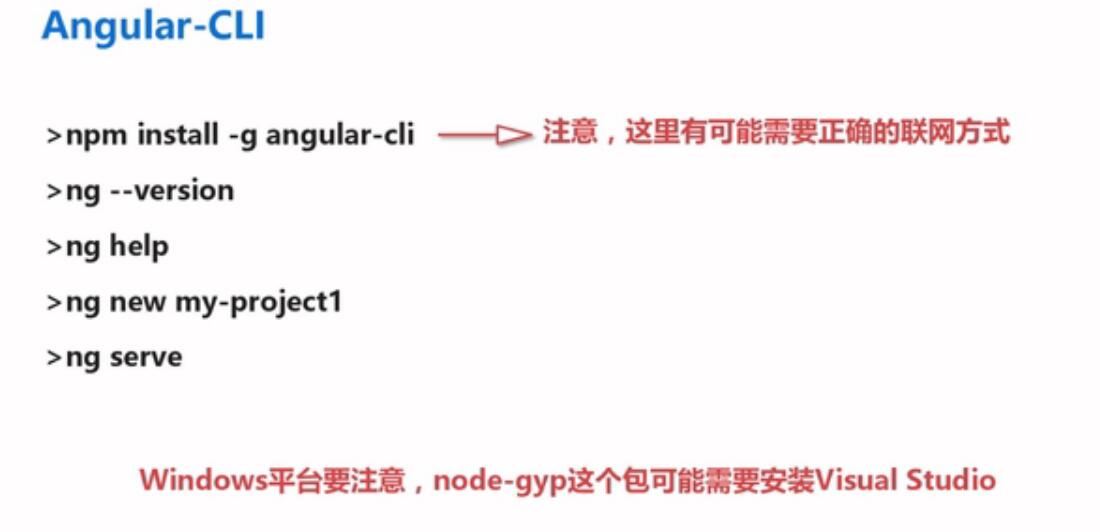 Angular-CLI
>npm install -g angular-cli 注意，这里有可能需要正确的联网方式
>ng --version
>ng help
>ng new my-project1
>ng serve
Windows平台要注意，node-gyp这个包可能需要安装Visual Studio